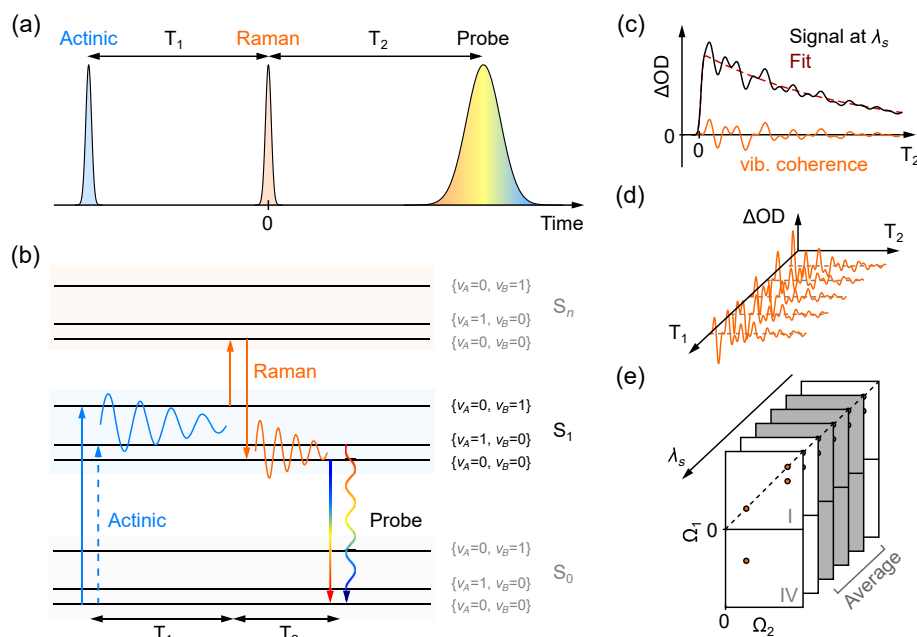 (a)
Actinic
T₁
Raman
T₂
Probe
0
Time
(b)
{vA=0, vB=1}
{vA=1, vB=0}
{vA=0, vB=0}
Sₙ
Raman
{vA=0, vB=1}
{vA=1, vB=0}
{vA=0, vB=0}
S₁
Actinic
Probe
{vA=0, vB=1}
{vA=1, vB=0}
{vA=0, vB=0}
S₀
T₁
T₂
(c)
Signal at λₛ
Fit
ΔOD
0
0
T₂
vib. coherence
(d)
ΔOD
T₂
T₁
(e)
λₛ
Ω₁
0
I
IV
0
Ω₂
Average